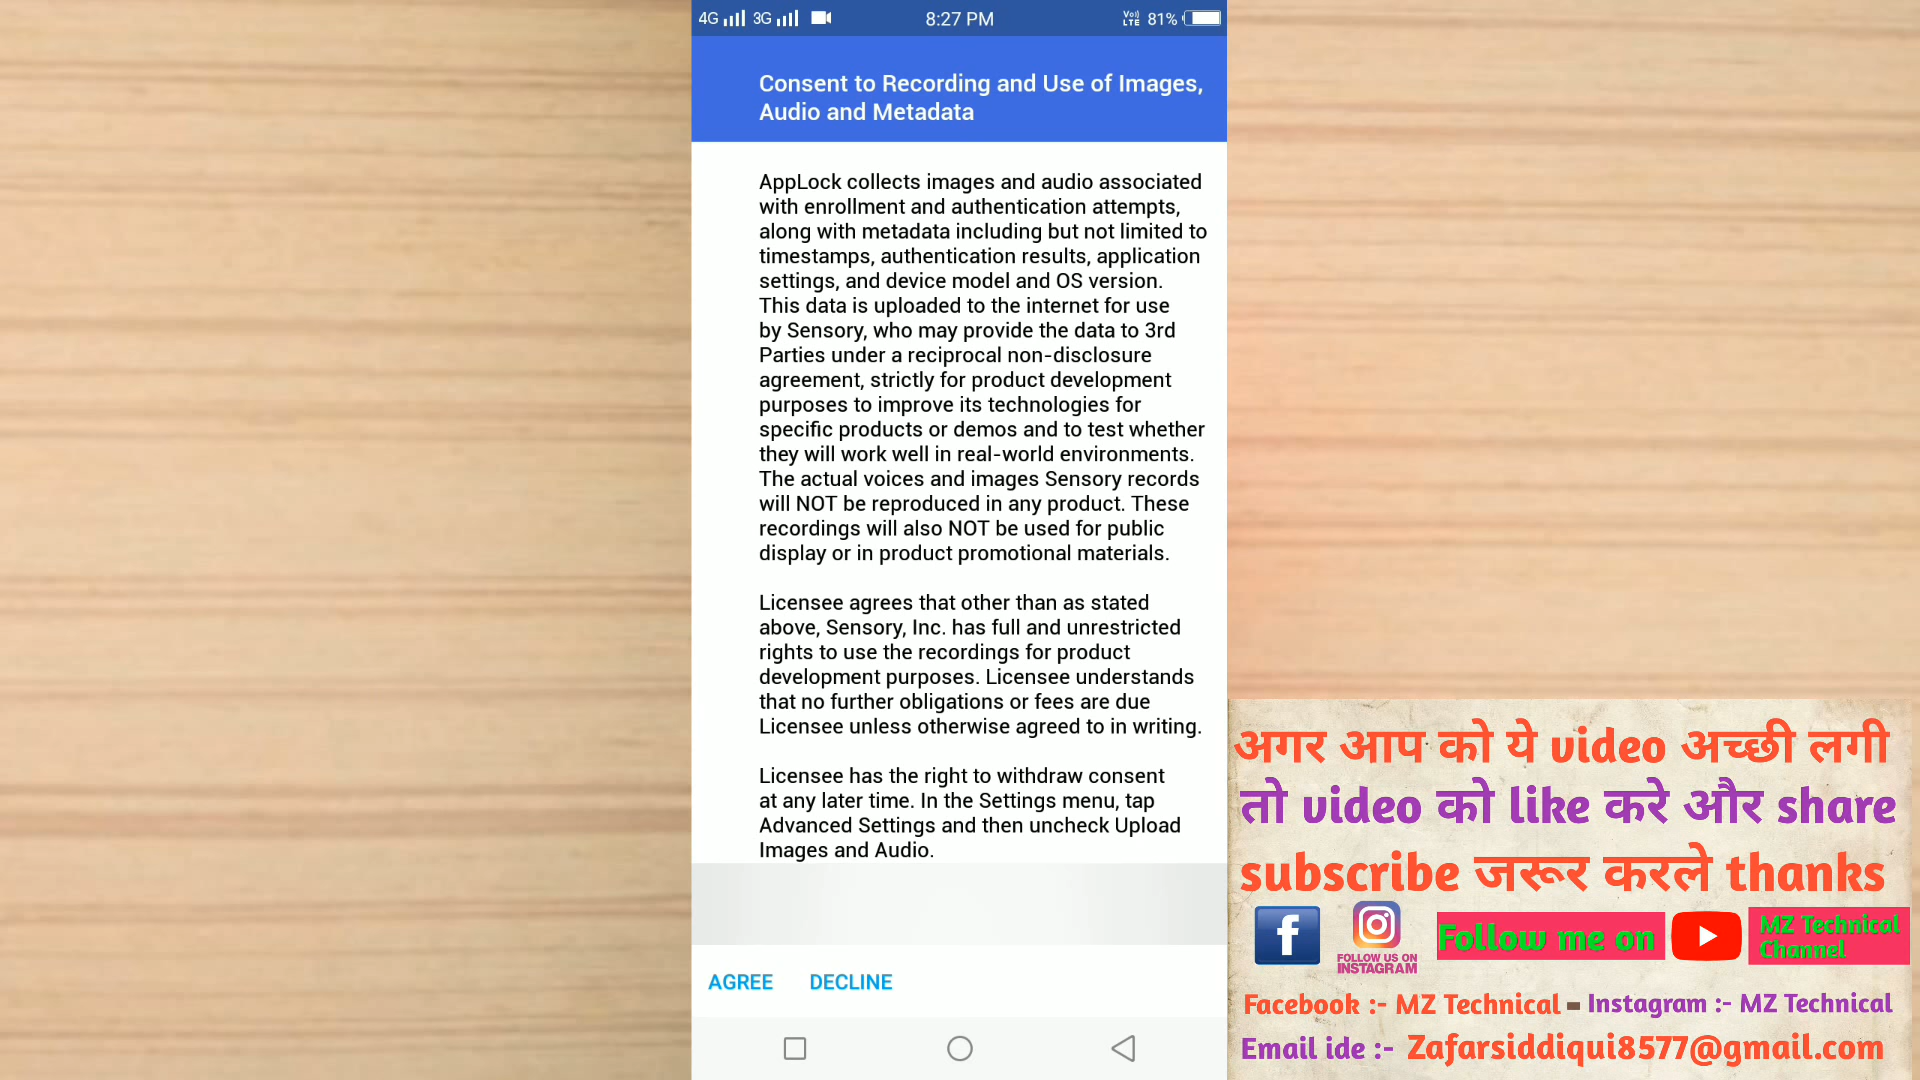 4G 3G 8:27 PM Vo) LTE 81%
Consent to Recording and Use of Images,
Audio and Metadata
AppLock collects images and audio associated
with enrollment and authentication attempts,
along with metadata including but not limited to
timestamps, authentication results, application
settings, and device model and OS version.
This data is uploaded to the internet for use
by Sensory, who may provide the data to 3rd
Parties under a reciprocal non-disclosure
agreement, strictly for product development
purposes to improve its technologies for
specific products or demos and to test whether
they will work well in real-world environments.
The actual voices and images Sensory records
will NOT be reproduced in any product. These
recordings will also NOT be used for public
display or in product promotional materials.
Licensee agrees that other than as stated
above, Sensory, Inc. has full and unrestricted
rights to use the recordings for product
development purposes. Licensee understands
that no further obligations or fees are due
Licensee unless otherwise agreed to in writing.
Licensee has the right to withdraw consent
at any later time. In the Settings menu, tap
Advanced Settings and then uncheck Upload
Images and Audio.
AGREE DECLINE
अगर आप को ये video अच्छी लगी
तो video को like करे और share
subscribe जरूर करले thanks
f
FOLLOW US ON
INSTAGRAM
Follow me on
MZ Technical
Channel
Facebook :- MZ Technical - Instagram :- MZ Technical
Email ide :- Zafarsiddiqui8577@gmail.com